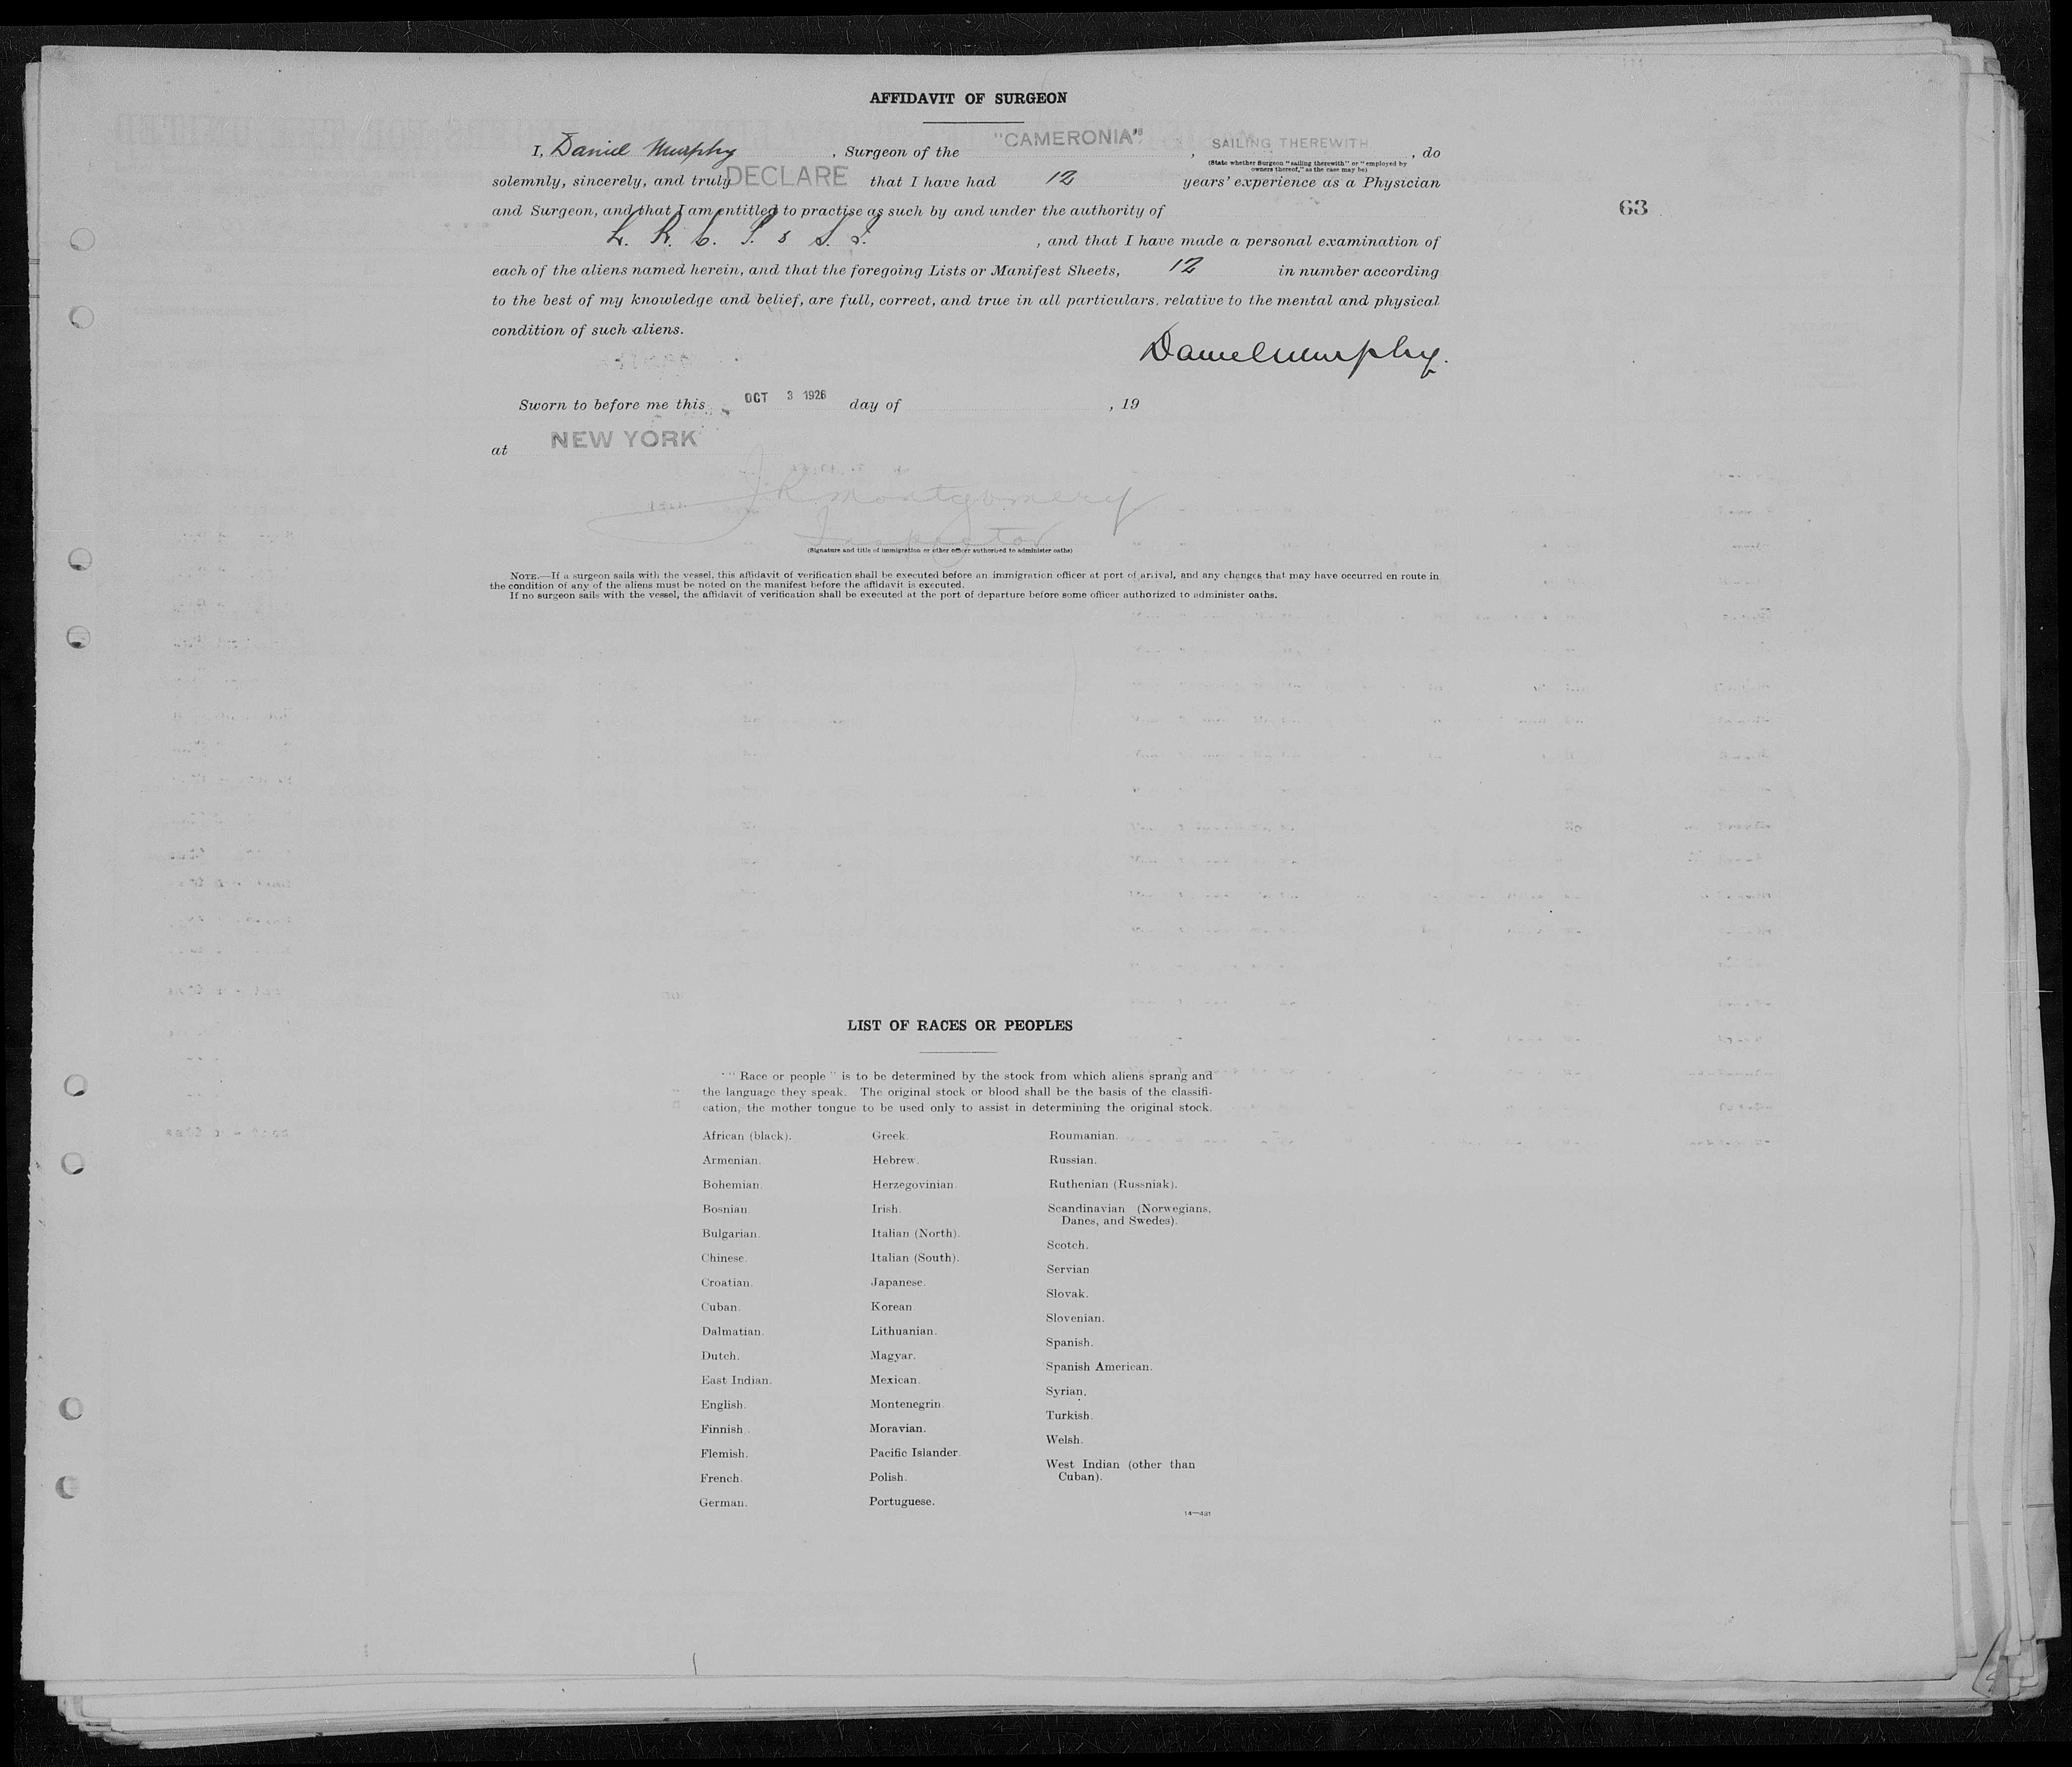 AFFIDAVIT OF SURGEON
I, Daniel Murphy, Surgeon of the "CAMERONIA", SAILING THEREWITH, do
(State whether Surgeon "sailing therewith" or "employed by
owners thereof," as the case may be)
solemnly, sincerely, and truly DECLARE that I have had 12 years' experience as a Physician
and Surgeon, and that I am entitled to practise as such by and under the authority of
63
L. R. C. P. & S. I., and that I have made a personal examination of
each of the aliens named herein, and that the foregoing Lists or Manifest Sheets, 12 in number according
to the best of my knowledge and belief, are full, correct, and true in all particulars, relative to the mental and physical
condition of such aliens.
Daniel Murphy.
Sworn to before me this OCT 3 1926 day of , 19
at NEW YORK
J R Montgomery
Inspector
(Signature and title of immigration or other officer authorized to administer oaths)
NOTE.—If a surgeon sails with the vessel, this affidavit of verification shall be executed before an immigration officer at port of arrival, and any changes that may have occurred en route in
the condition of any of the aliens must be noted on the manifest before the affidavit is executed.
If no surgeon sails with the vessel, the affidavit of verification shall be executed at the port of departure before some officer authorized to administer oaths.
LIST OF RACES OR PEOPLES
"Race or people" is to be determined by the stock from which aliens sprang and
the language they speak. The original stock or blood shall be the basis of the classifi-
cation, the mother tongue to be used only to assist in determining the original stock.
African (black).
Armenian.
Bohemian.
Bosnian.
Bulgarian.
Chinese.
Croatian.
Cuban.
Dalmatian.
Dutch.
East Indian.
English.
Finnish.
Flemish.
French.
German.
Greek.
Hebrew.
Herzegovinian.
Irish.
Italian (North).
Italian (South).
Japanese.
Korean
Lithuanian.
Magyar.
Mexican.
Montenegrin
Moravian.
Pacific Islander.
Polish.
Portuguese.
Roumanian.
Russian.
Ruthenian (Russniak).
Scandinavian (Norwegians,
Danes, and Swedes).
Scotch.
Servian
Slovak.
Slovenian.
Spanish.
Spanish American.
Syrian.
Turkish.
Welsh.
West Indian (other than
Cuban).
14—431